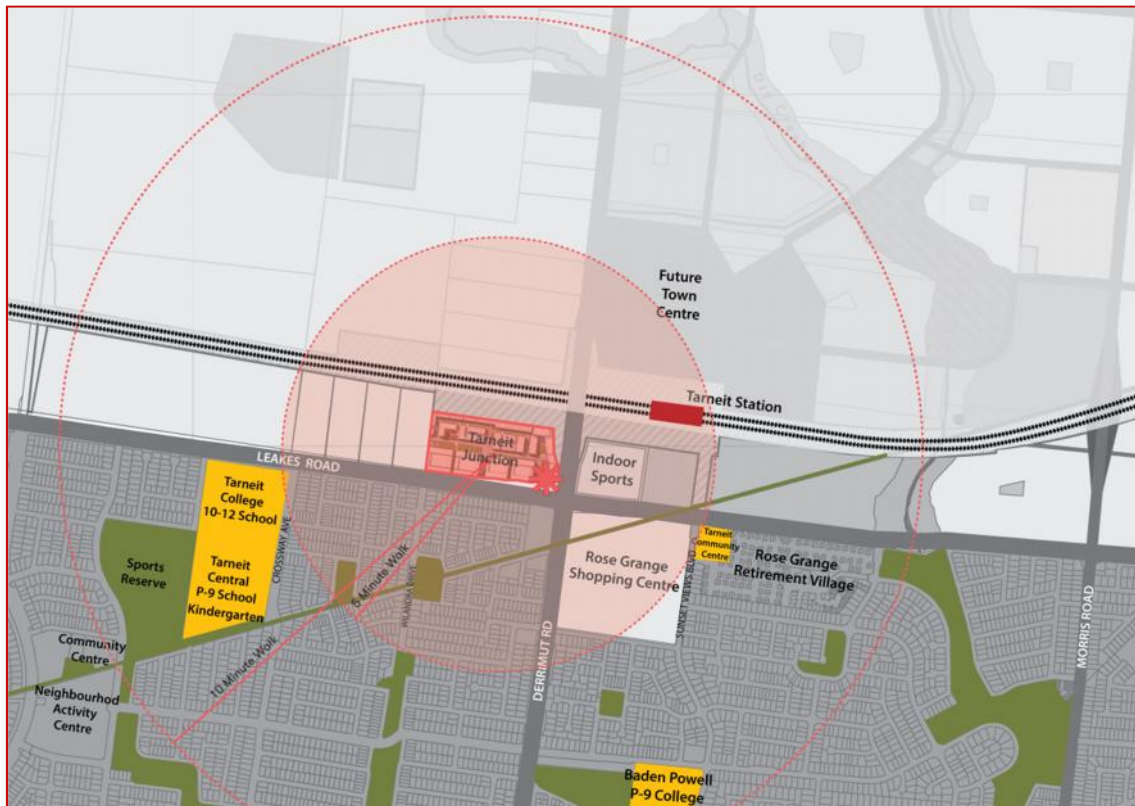 Dry Creek
Future
Town
Centre
Tarneit Station
Tarneit
Junction
Indoor
Sports
LEAKES ROAD
Tarneit
College
10-12 School
CROSSWAY AVE
Tarneit
Central
P-9 School
Kindergarten
Sports
Reserve
5 Minute Walk
10 Minute Walk
Rose Grange
Shopping Centre
SUNSET VIEWS BLVD
Tarneit
Community
Centre
Rose Grange
Retirement Village
DERRIMUT RD
MORRIS ROAD
Community
Centre
Neighbourhod
Activity
Centre
Baden Powell
P-9 College